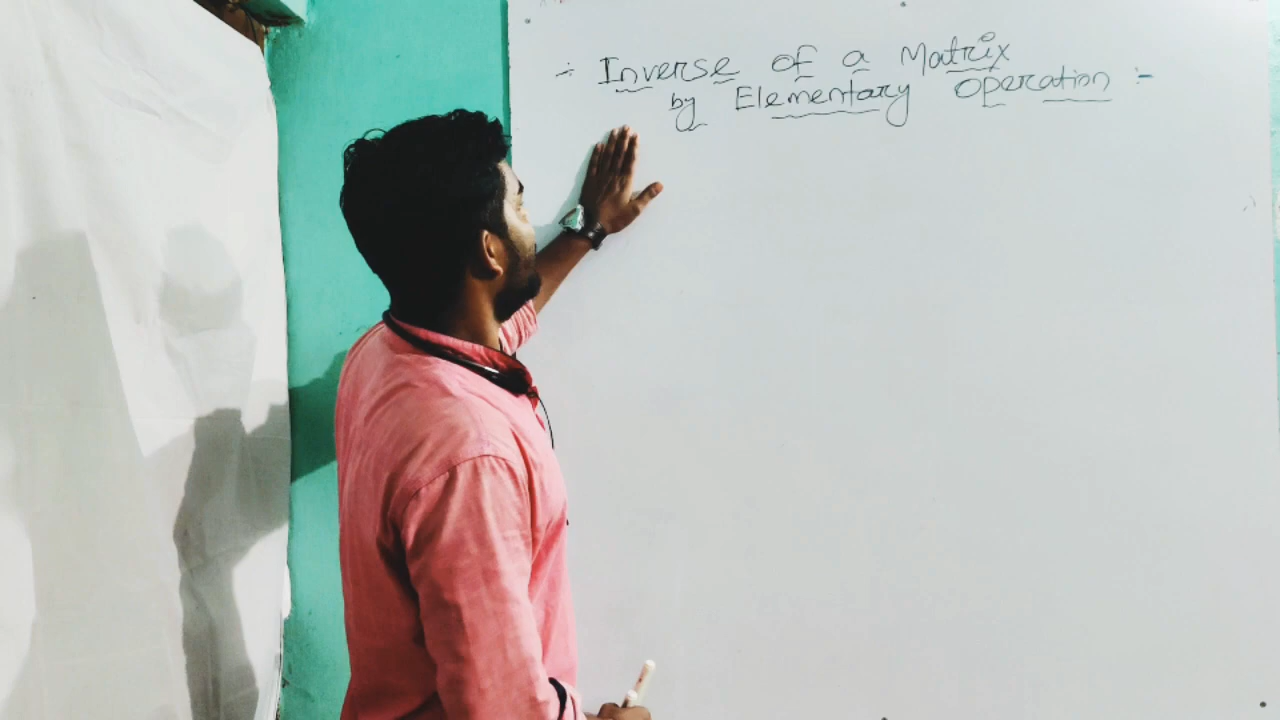 ÷ Inverse of a Matrix
by Elementary Operation :-